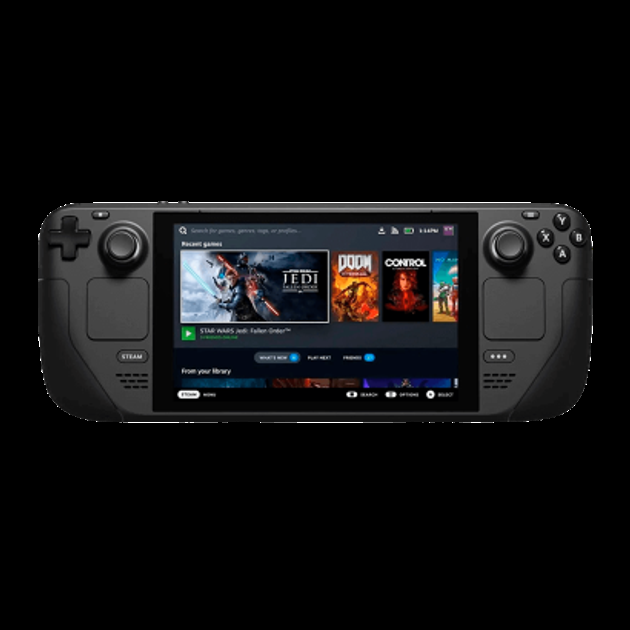 Search for games, genres, tags, or profiles...
Recent games
STAR WARS
JEDI
FALLEN ORDER
DOOM
ETERNAL
CONTROL
STAR WARS Jedi: Fallen Order™
WHAT'S NEW
PLAY NEXT
FRIENDS
From your library
STEAM
MENU
SEARCH
OPTIONS
SELECT
STEAM
Y
X
B
A